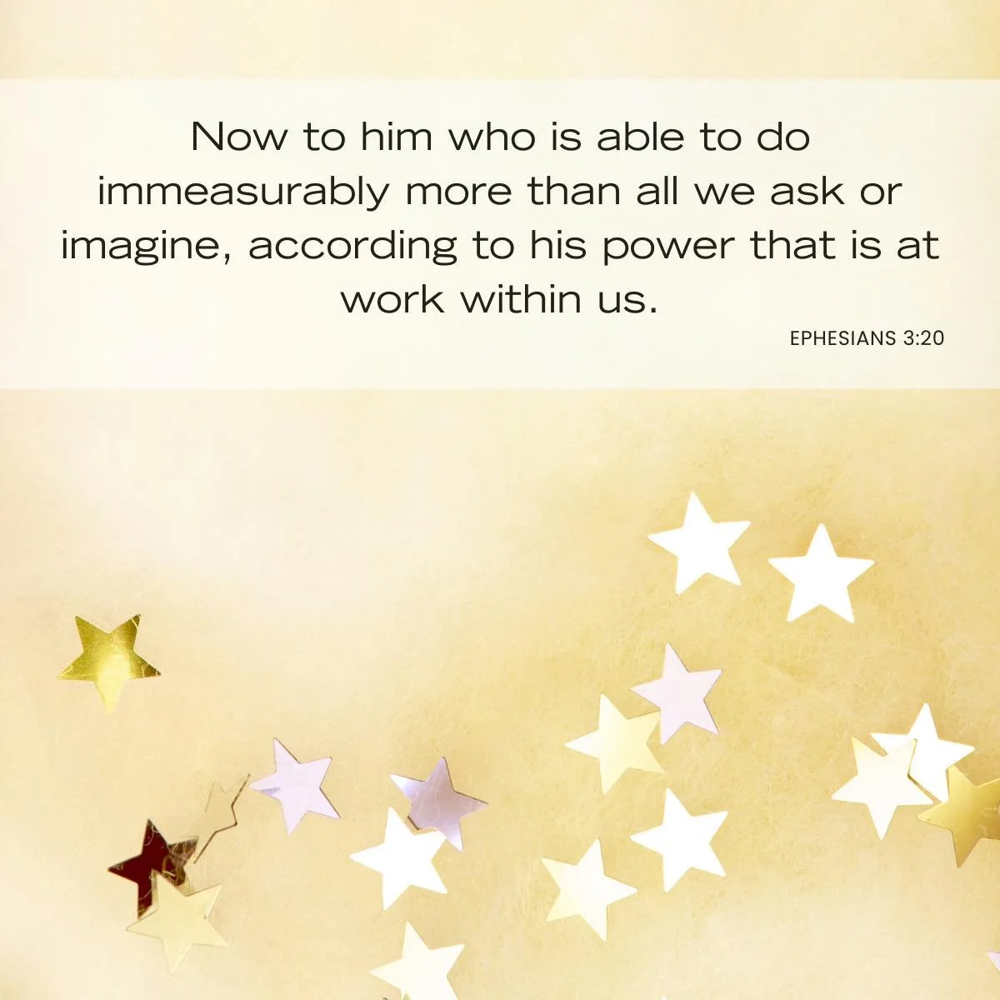 Now to him who is able to do
immeasurably more than all we ask or
imagine, according to his power that is at
work within us.
EPHESIANS 3:20